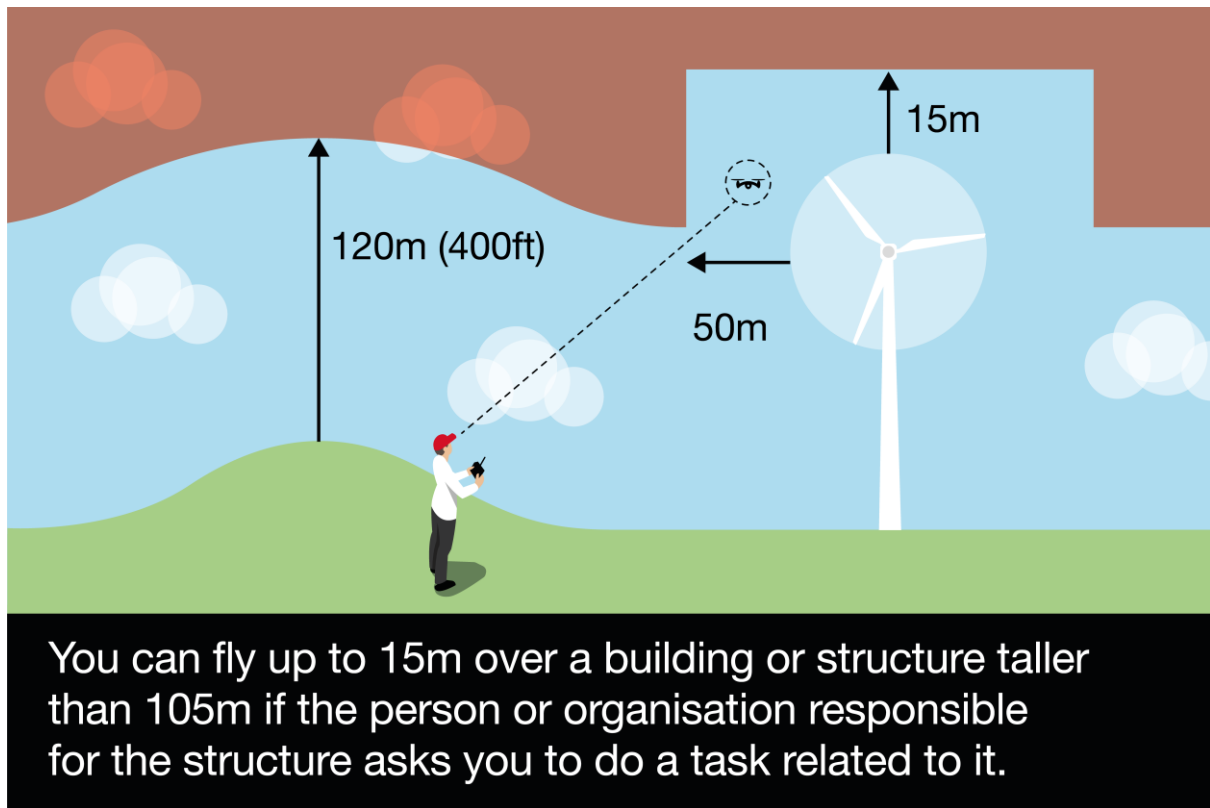 15m
120m (400ft)
50m
You can fly up to 15m over a building or structure taller
than 105m if the person or organisation responsible
for the structure asks you to do a task related to it.